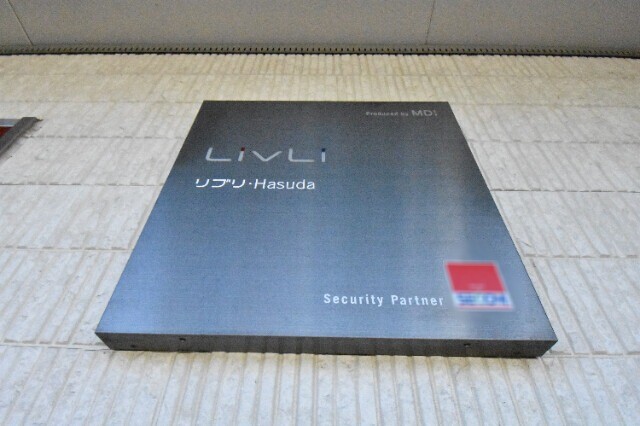 Produced by MDI
LivLi
リブリ・Hasuda
Security Partner